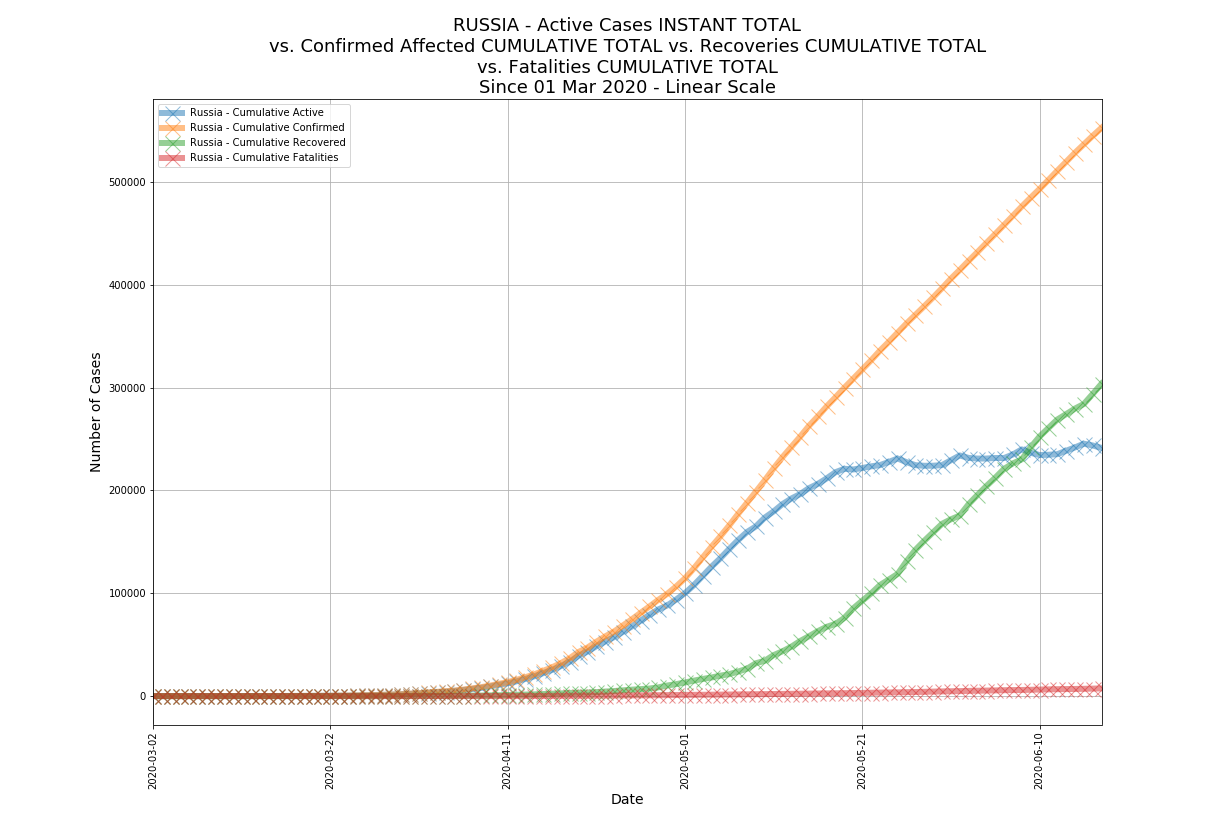 RUSSIA - Active Cases INSTANT TOTAL
vs. Confirmed Affected CUMULATIVE TOTAL vs. Recoveries CUMULATIVE TOTAL
vs. Fatalities CUMULATIVE TOTAL
Since 01 Mar 2020 - Linear Scale
Russia - Cumulative Active
Russia - Cumulative Confirmed
Russia - Cumulative Recovered
Russia - Cumulative Fatalities
Number of Cases
500000
400000
300000
200000
100000
0
2020-03-02
2020-03-22
2020-04-11
2020-05-01
2020-05-21
2020-06-10
Date